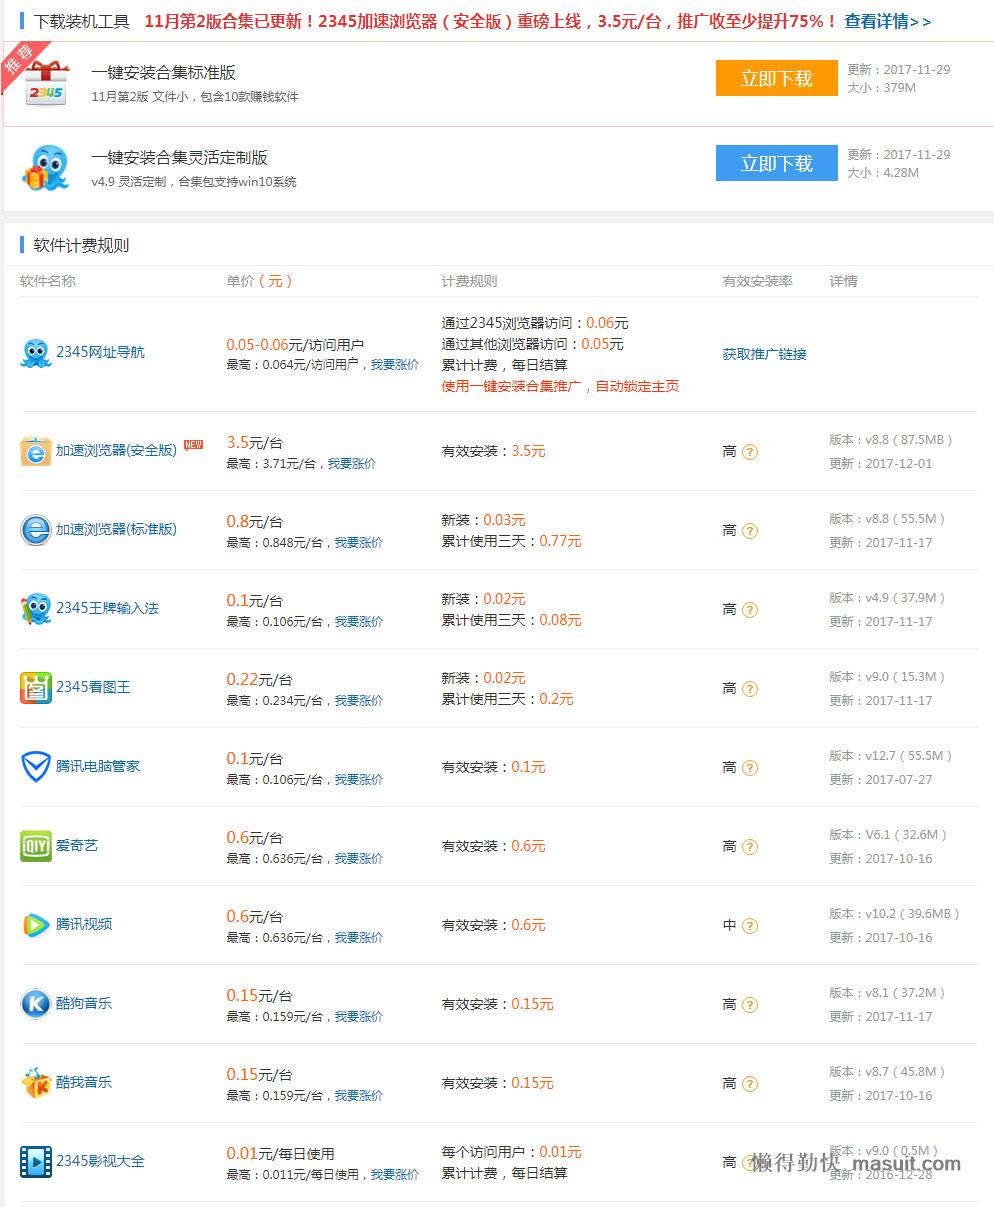 下载装机工具 11月第2版合集已更新！2345加速浏览器（安全版）重磅上线，3.5元/台，推广收至少提升75%！ 查看详情>>
推荐
2345
一键安装合集标准版
11月第2版 文件小，包含10款赚钱软件
立即下载
更新：2017-11-29
大小：379M
一键安装合集灵活定制版
v4.9 灵活定制，合集包支持win10系统
立即下载
更新：2017-11-29
大小：4.28M
软件计费规则
软件名称 单价（元） 计费规则 有效安装率 详情
2345网址导航
0.05-0.06元/访问用户
最高：0.064元/访问用户，我要涨价
通过2345浏览器访问：0.06元
通过其他浏览器访问：0.05元
累计计费，每日结算
使用一键安装合集推广，自动锁定主页
获取推广链接
加速浏览器(安全版) NEW
3.5元/台
最高：3.71元/台，我要涨价
有效安装：3.5元
高 ?
版本：v8.8（87.5MB）
更新：2017-12-01
加速浏览器(标准版)
0.8元/台
最高：0.848元/台，我要涨价
新装：0.03元
累计使用三天：0.77元
高 ?
版本：v8.8（55.5M）
更新：2017-11-17
2345王牌输入法
0.1元/台
最高：0.106元/台，我要涨价
新装：0.02元
累计使用三天：0.08元
高 ?
版本：v4.9（37.9M）
更新：2017-11-17
图
2345看图王
0.22元/台
最高：0.234元/台，我要涨价
新装：0.02元
累计使用三天：0.2元
高 ?
版本：v9.0（15.3M）
更新：2017-11-17
腾讯电脑管家
0.1元/台
最高：0.106元/台，我要涨价
有效安装：0.1元
高 ?
版本：v12.7（55.5M）
更新：2017-07-27
iQIYI
爱奇艺
0.6元/台
最高：0.636元/台，我要涨价
有效安装：0.6元
高 ?
版本：V6.1（32.6M）
更新：2017-10-16
腾讯视频
0.6元/台
最高：0.636元/台，我要涨价
有效安装：0.6元
中 ?
版本：v10.2（39.6MB）
更新：2017-10-16
K
酷狗音乐
0.15元/台
最高：0.159元/台，我要涨价
有效安装：0.15元
高 ?
版本：v8.1（37.2M）
更新：2017-11-17
K
酷我音乐
0.15元/台
最高：0.159元/台，我要涨价
有效安装：0.15元
高 ?
版本：v8.7（45.8M）
更新：2017-10-16
2345影视大全
0.01元/每日使用
最高：0.011元/每日使用，我要涨价
每个访问用户：0.01元
累计计费，每日结算
高 ?
版本：v9.0（0.5M）
更新：2016-12-28
懒得勤快 masuit.com